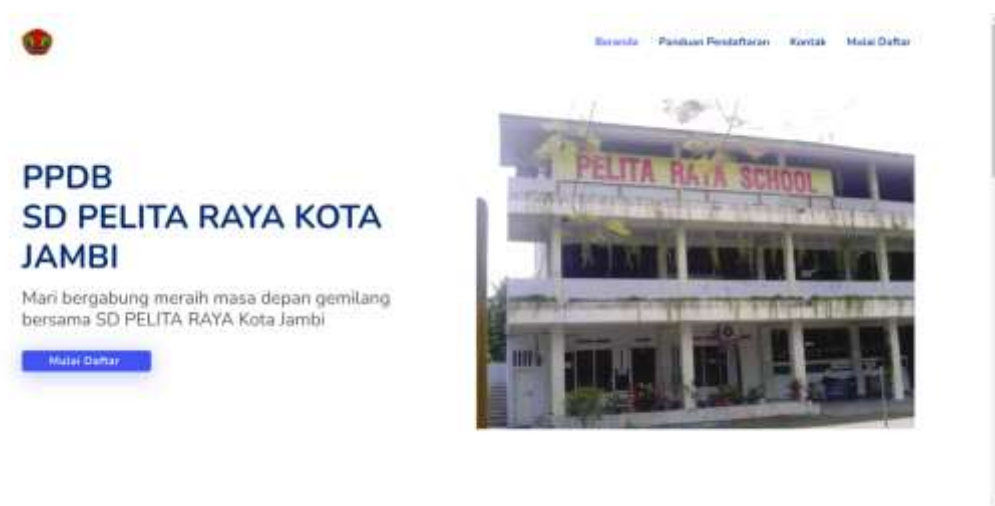 Beranda Panduan Pendaftaran Kontak Mulai Daftar
PELITA RAYA SCHOOL
PPDB
SD PELITA RAYA KOTA
JAMBI
Mari bergabung meraih masa depan gemilang
bersama SD PELITA RAYA Kota Jambi
Mulai Daftar